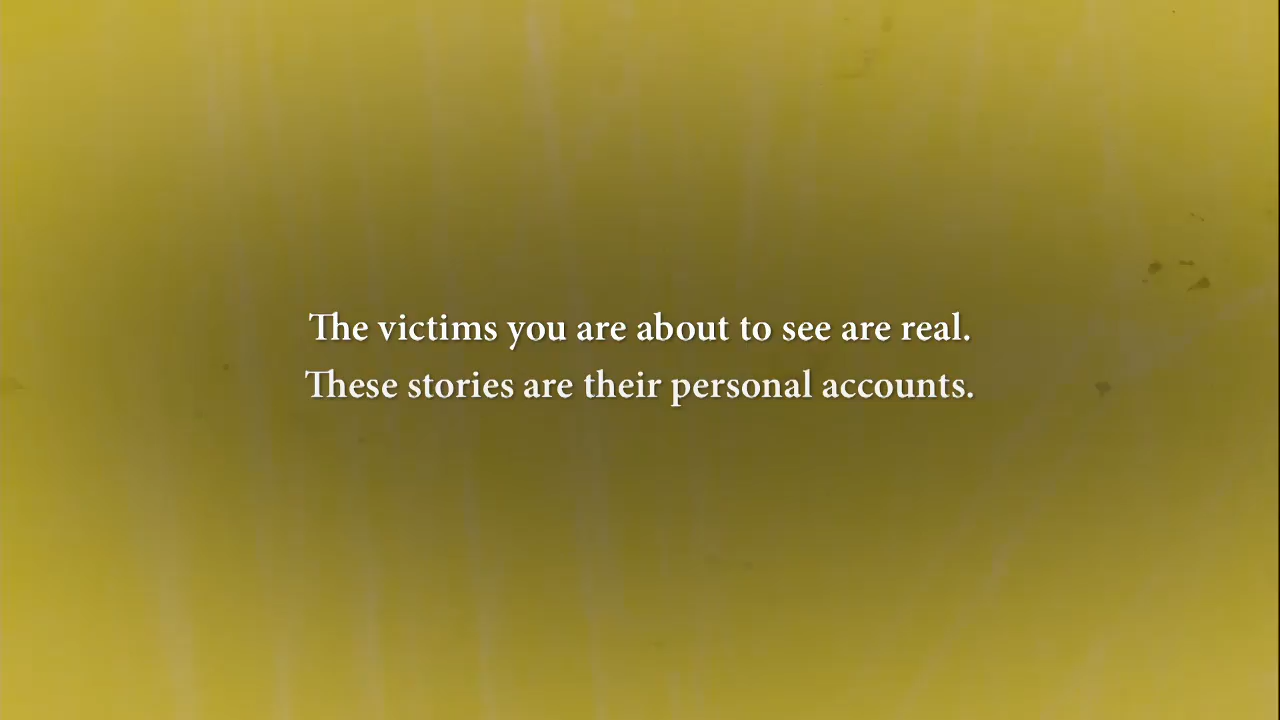 The victims you are about to see are real.
These stories are their personal accounts.